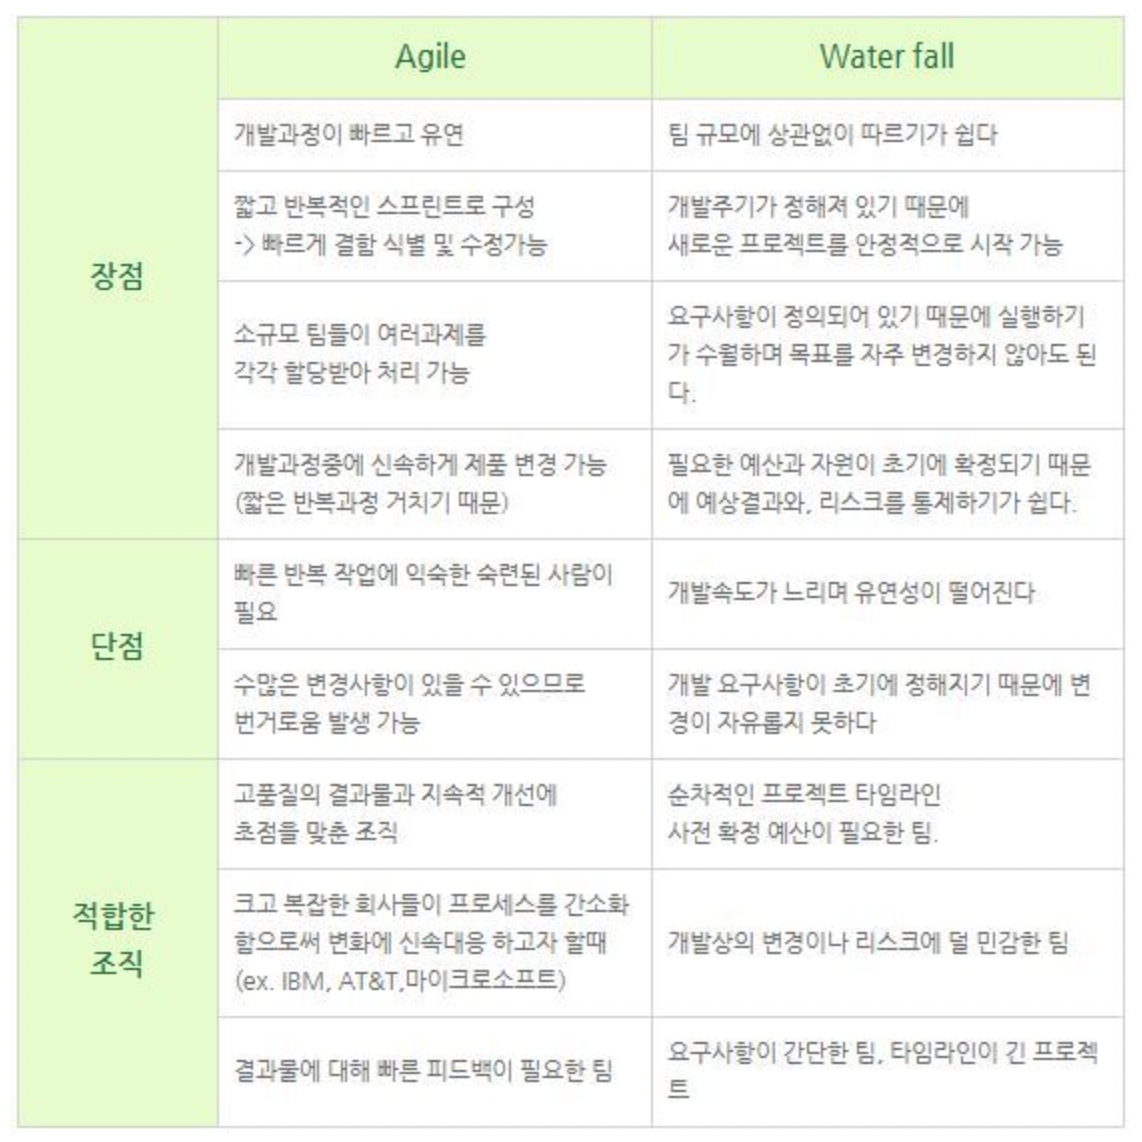 Agile
Water fall
장점
개발과정이 빠르고 유연
팀 규모에 상관없이 따르기가 쉽다
짧고 반복적인 스프린트로 구성
-> 빠르게 결함 식별 및 수정가능
개발주기가 정해져 있기 때문에
새로운 프로젝트를 안정적으로 시작 가능
소규모 팀들이 여러과제를
각각 할당받아 처리 가능
요구사항이 정의되어 있기 때문에 실행하기
가 수월하며 목표를 자주 변경하지 않아도 된
다.
개발과정중에 신속하게 제품 변경 가능
(짧은 반복과정 거치기 때문)
필요한 예산과 자원이 초기에 확정되기 때문
에 예상결과와, 리스크를 통제하기가 쉽다.
단점
빠른 반복 작업에 익숙한 숙련된 사람이
필요
개발속도가 느리며 유연성이 떨어진다
수많은 변경사항이 있을 수 있으므로
번거로움 발생 가능
개발 요구사항이 초기에 정해지기 때문에 변
경이 자유롭지 못하다
적합한
조직
고품질의 결과물과 지속적 개선에
초점을 맞춘 조직
순차적인 프로젝트 타임라인
사전 확정 예산이 필요한 팀.
크고 복잡한 회사들이 프로세스를 간소화
함으로써 변화에 신속대응 하고자 할때
(ex. IBM, AT&T,마이크로소프트)
개발상의 변경이나 리스크에 덜 민감한 팀
결과물에 대해 빠른 피드백이 필요한 팀
요구사항이 간단한 팀, 타임라인이 긴 프로젝
트